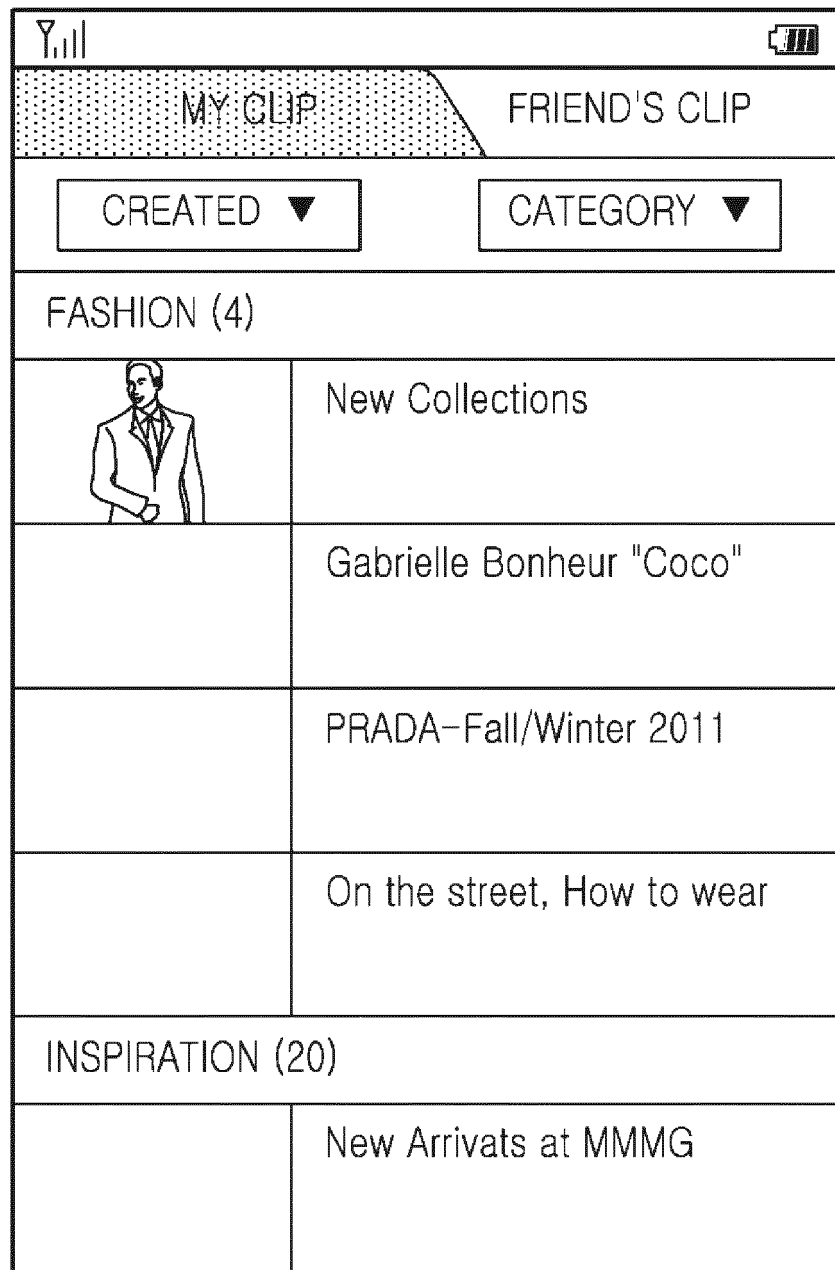 MY CLIP
FRIEND'S CLIP
CREATED ▼
CATEGORY ▼
FASHION (4)
New Collections
Gabrielle Bonheur "Coco"
PRADA-Fall/Winter 2011
On the street, How to wear
INSPIRATION (20)
New Arrivats at MMMG